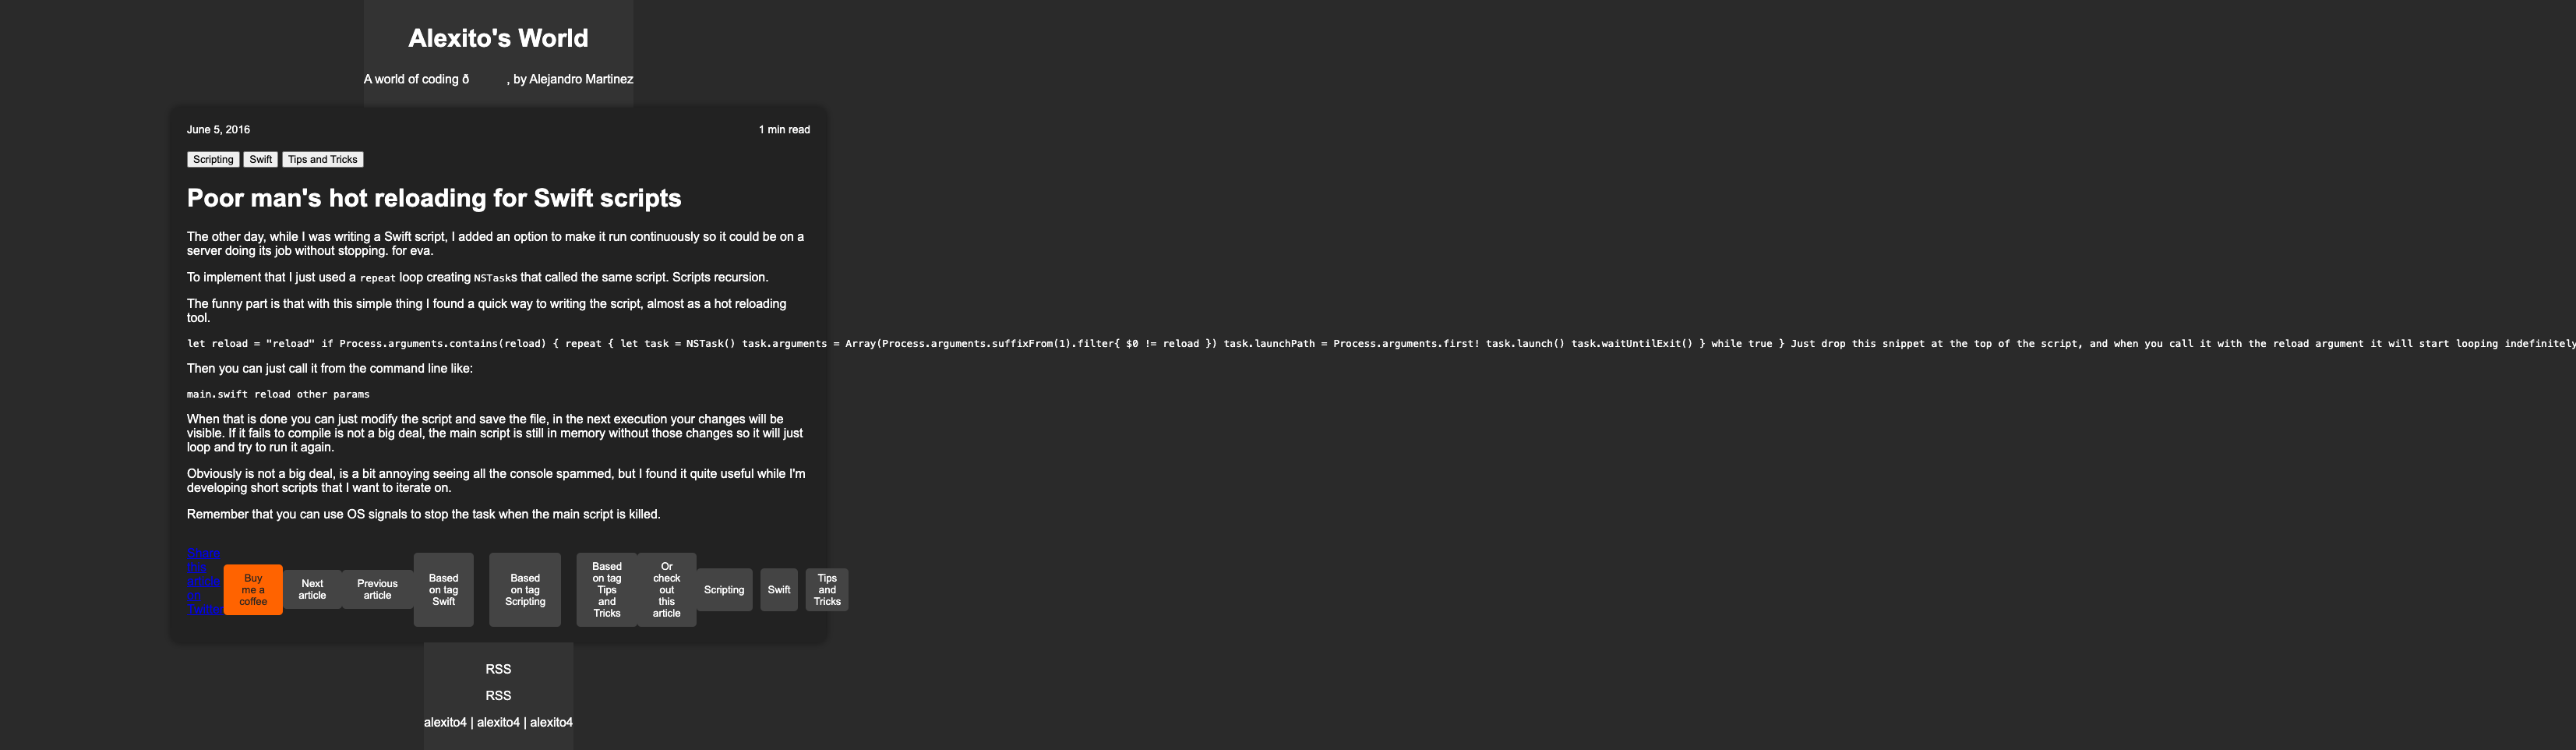 Alexito's World
A world of coding ð , by Alejandro Martinez
June 5, 2016
1 min read
Scripting Swift Tips and Tricks
Poor man's hot reloading for Swift scripts
The other day, while I was writing a Swift script, I added an option to make it run continuously so it could be on a
server doing its job without stopping. for eva.
To implement that I just used a repeat loop creating NSTasks that called the same script. Scripts recursion.
The funny part is that with this simple thing I found a quick way to writing the script, almost as a hot reloading
tool.
let reload = "reload" if Process.arguments.contains(reload) { repeat { let task = NSTask() task.arguments = Array(Process.arguments.suffixFrom(1).filter{ $0 != reload }) task.launchPath = Process.arguments.first! task.launch() task.waitUntilExit() } while true } Just drop this snippet at the top of the script, and when you call it with the reload argument it will start looping indefinitely
Then you can just call it from the command line like:
main.swift reload other params
When that is done you can just modify the script and save the file, in the next execution your changes will be
visible. If it fails to compile is not a big deal, the main script is still in memory without those changes so it will just
loop and try to run it again.
Obviously is not a big deal, is a bit annoying seeing all the console spammed, but I found it quite useful while I'm
developing short scripts that I want to iterate on.
Remember that you can use OS signals to stop the task when the main script is killed.
Share
this
article
on
Twitter
Buy
me a
coffee
Next
article
Previous
article
Based
on tag
Swift
Based
on tag
Scripting
Based
on tag
Tips
and
Tricks
Or
check
out
this
article
Scripting
Swift
Tips
and
Tricks
RSS
RSS
alexito4 | alexito4 | alexito4